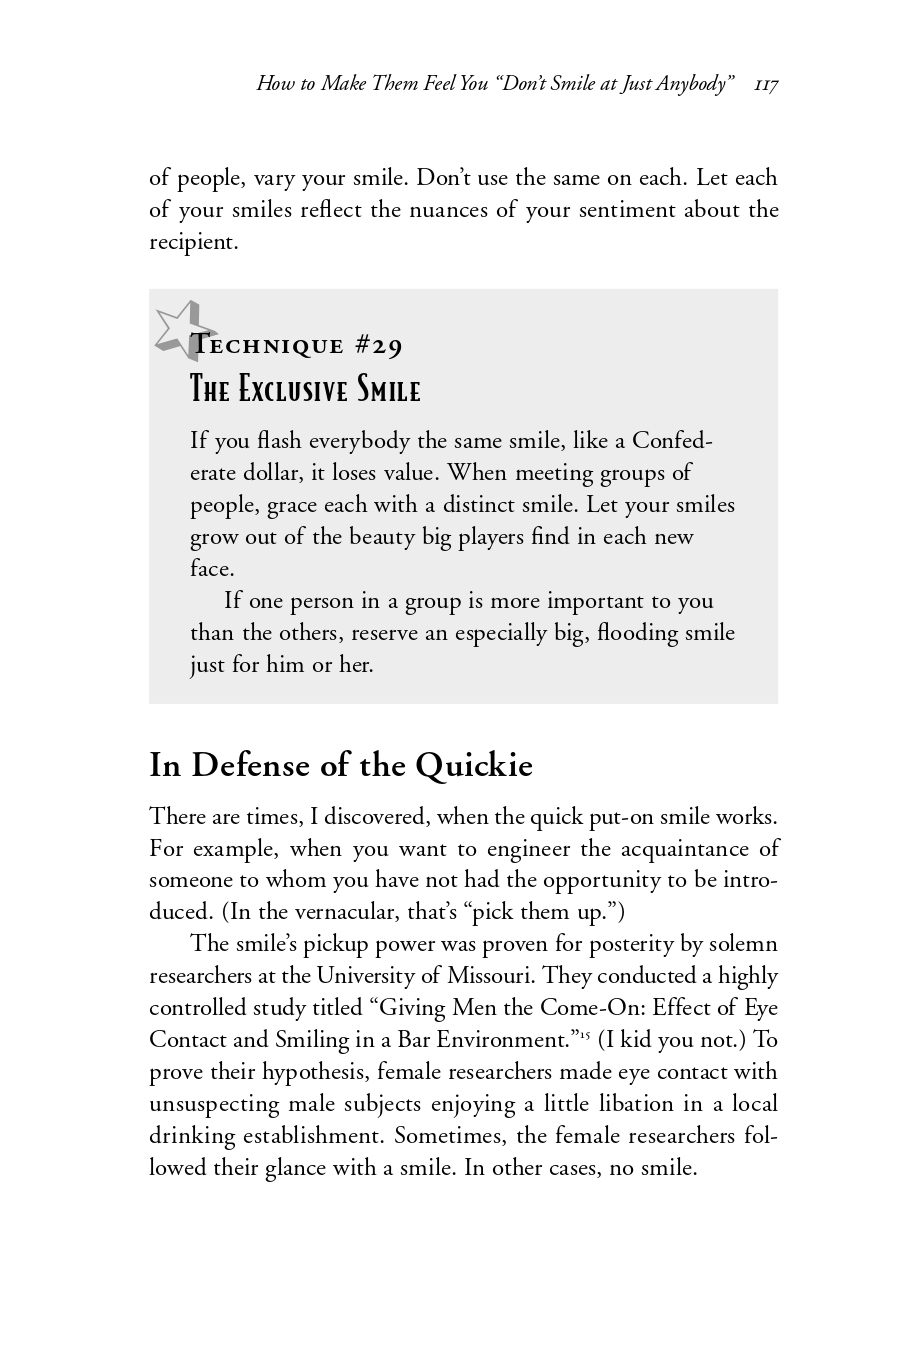 How to Make Them Feel You “Don’t Smile at Just Anybody” 117
of people, vary your smile. Don’t use the same on each. Let each
of your smiles reflect the nuances of your sentiment about the
recipient.
Technique #29
The Exclusive Smile
If you flash everybody the same smile, like a Confed-
erate dollar, it loses value. When meeting groups of
people, grace each with a distinct smile. Let your smiles
grow out of the beauty big players find in each new
face.
If one person in a group is more important to you
than the others, reserve an especially big, flooding smile
just for him or her.
In Defense of the Quickie
There are times, I discovered, when the quick put-on smile works.
For example, when you want to engineer the acquaintance of
someone to whom you have not had the opportunity to be intro-
duced. (In the vernacular, that’s “pick them up.”)
The smile’s pickup power was proven for posterity by solemn
researchers at the University of Missouri. They conducted a highly
controlled study titled “Giving Men the Come-On: Effect of Eye
Contact and Smiling in a Bar Environment.”15 (I kid you not.) To
prove their hypothesis, female researchers made eye contact with
unsuspecting male subjects enjoying a little libation in a local
drinking establishment. Sometimes, the female researchers fol-
lowed their glance with a smile. In other cases, no smile.